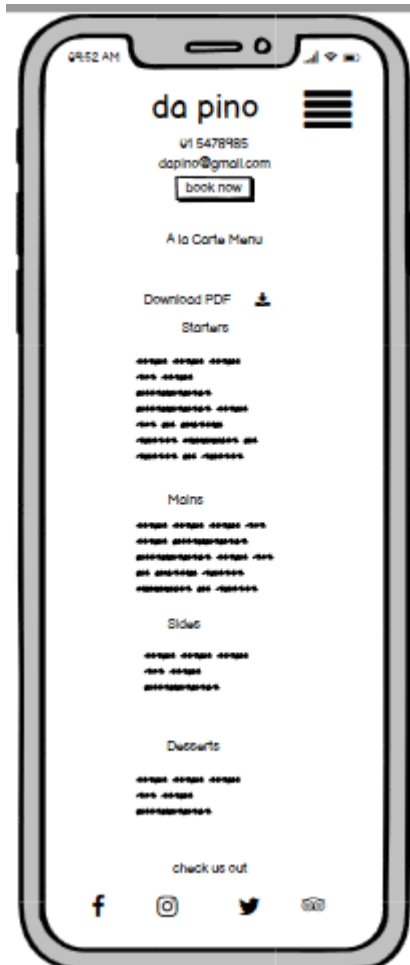 09:52 AM
da pino
01 5478985
dapino@gmail.com
book now
A la Carte Menu
Download PDF
Starters
Mains
Sides
Desserts
check us out